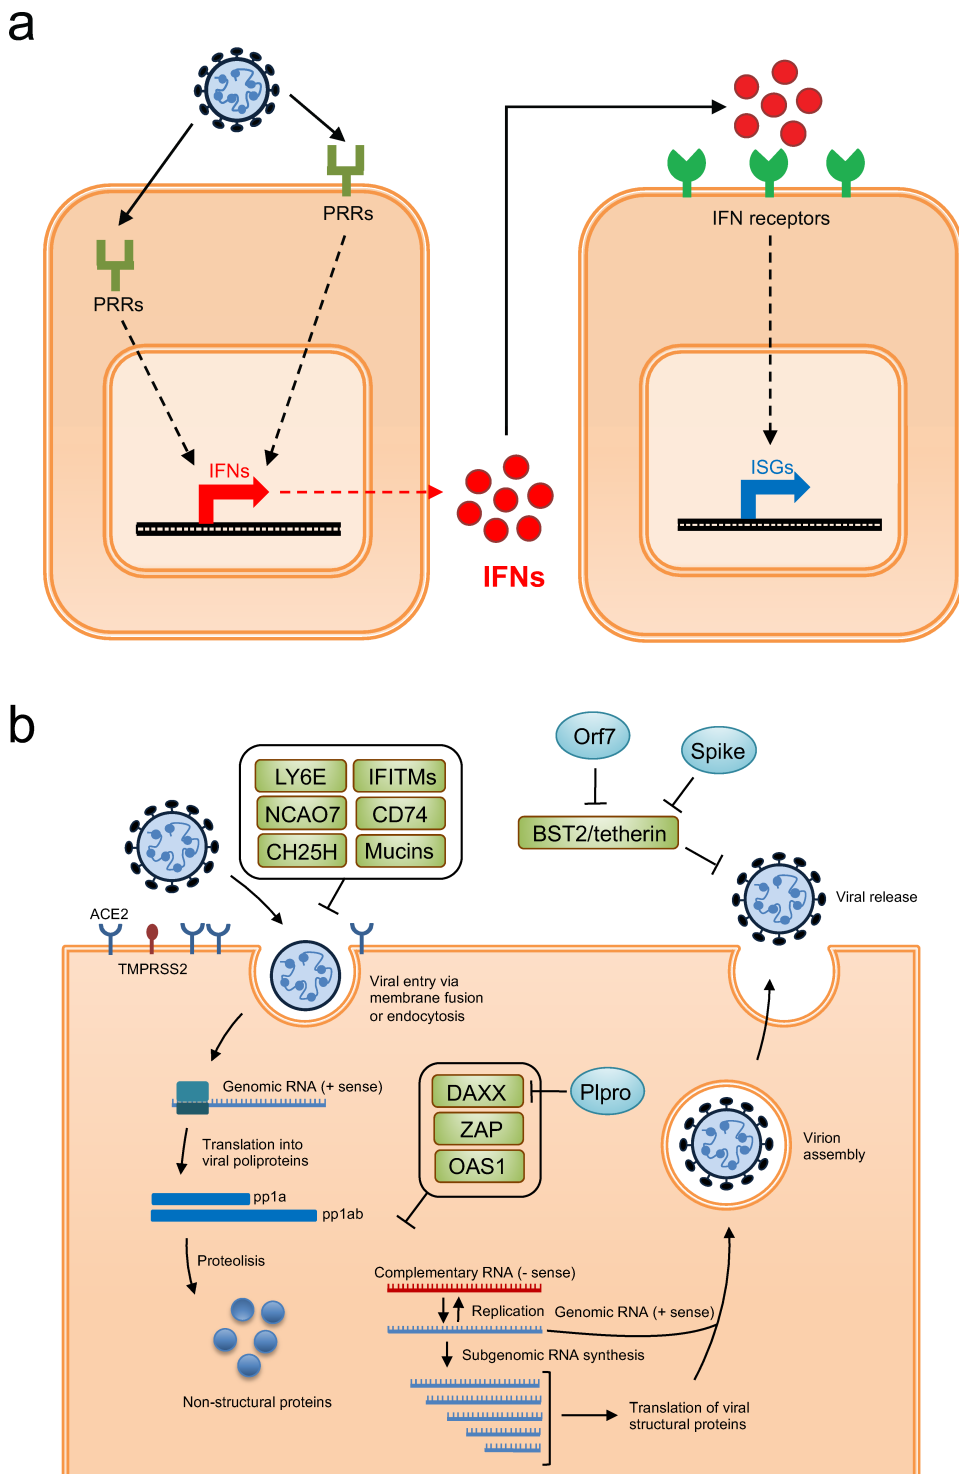 a
PRRs
PRRs
IFN receptors
IFNs
ISGs
IFNs
b
Orf7
Spike
LY6E
IFITMs
NCAO7
CD74
CH25H
Mucins
BST2/tetherin
Viral release
ACE2
TMPRSS2
Viral entry via
membrane fusion
or endocytosis
Genomic RNA (+ sense)
DAXX
Plpro
ZAP
OAS1
Translation into
viral poliproteins
Virion
assembly
pp1a
pp1ab
Proteolisis
Complementary RNA (- sense)
Replication
Genomic RNA (+ sense)
Subgenomic RNA synthesis
Non-structural proteins
Translation of viral
structural proteins